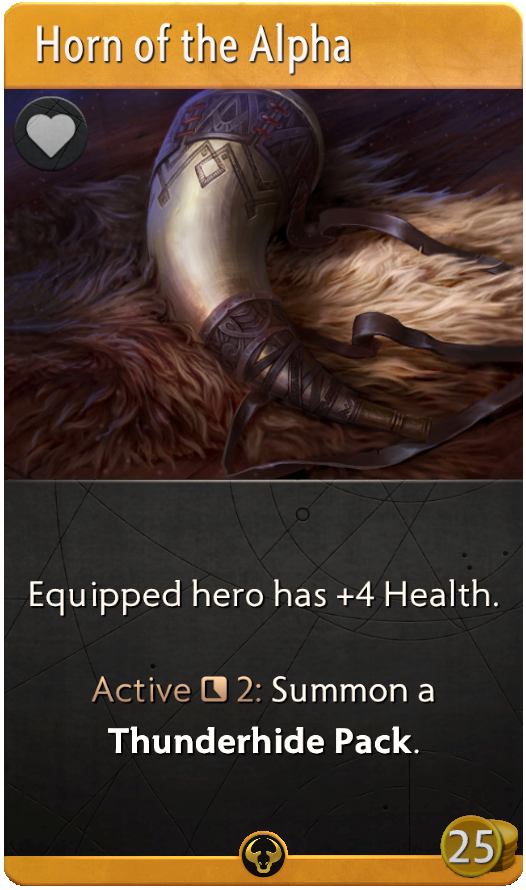 Horn of the Alpha
Equipped hero has +4 Health.
Active 2: Summon a
Thunderhide Pack.
25